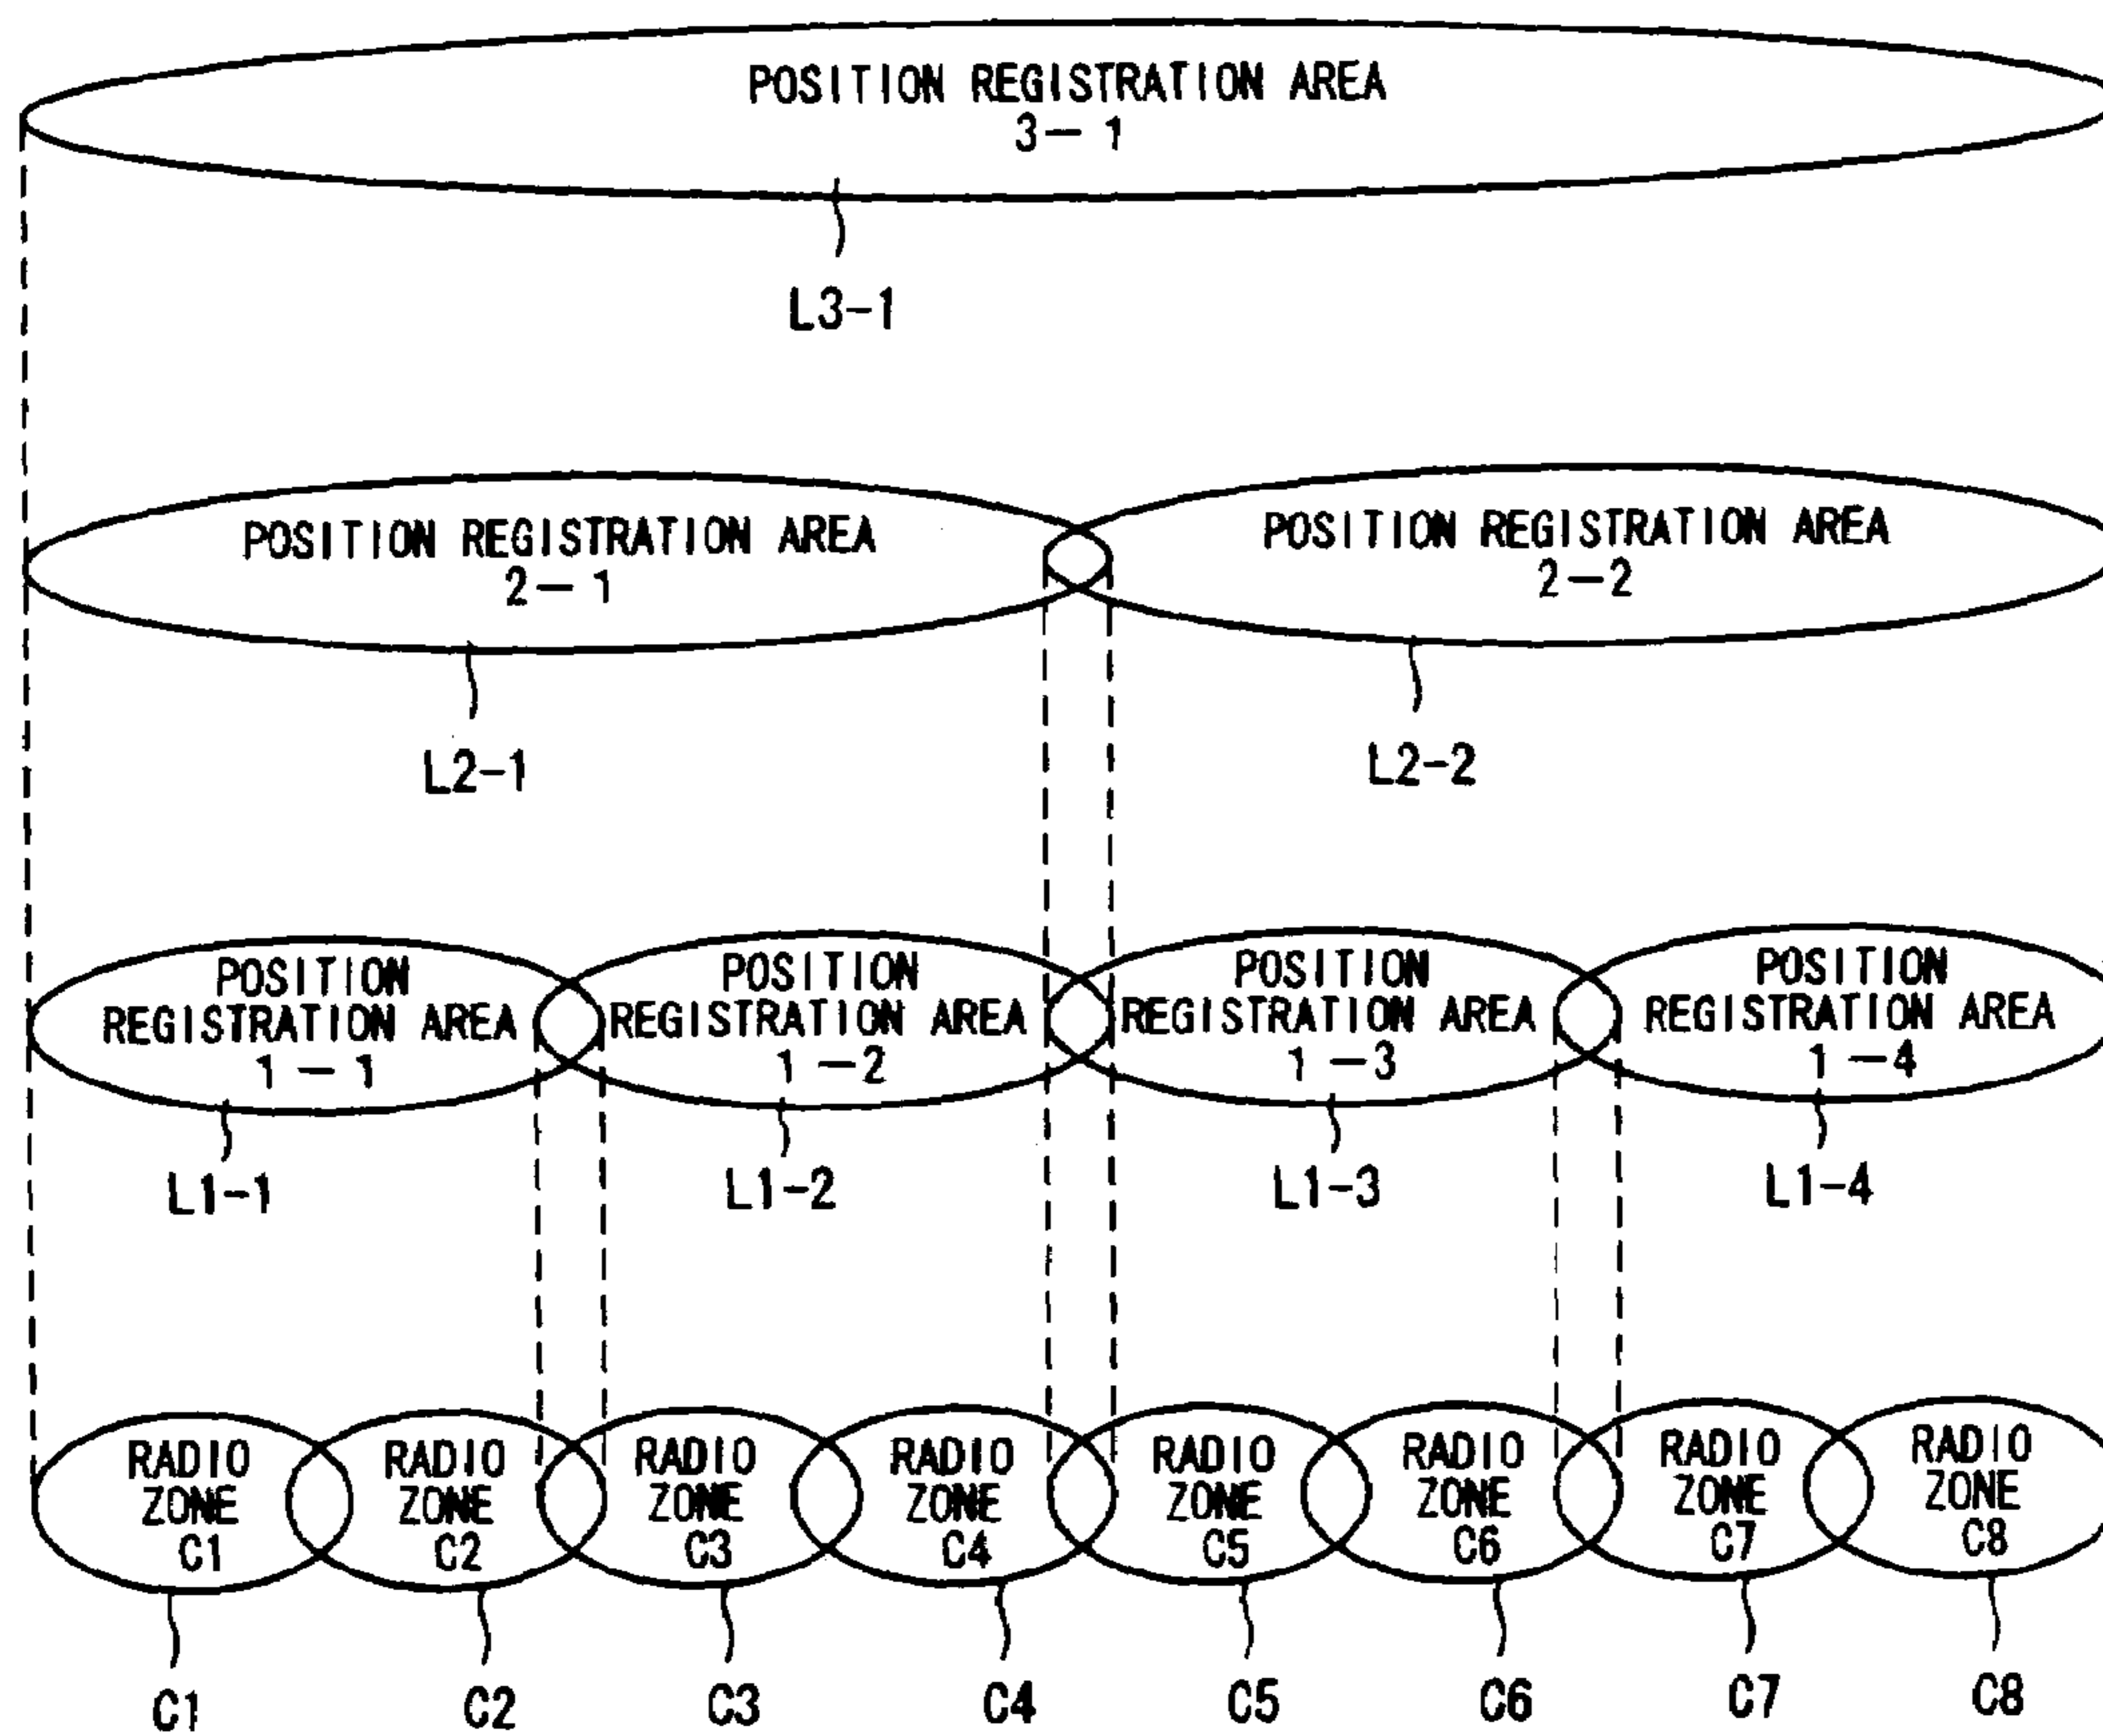 POSITION REGISTRATION AREA
3-1
L3-1
POSITION REGISTRATION AREA
2-1
POSITION REGISTRATION AREA
2-2
L2-1
L2-2
POSITION
REGISTRATION AREA
1-1
POSITION
REGISTRATION AREA
1-2
POSITION
REGISTRATION AREA
1-3
POSITION
REGISTRATION AREA
1-4
L1-1
L1-2
L1-3
L1-4
RADIO
ZONE
C1
RADIO
ZONE
C2
RADIO
ZONE
C3
RADIO
ZONE
C4
RADIO
ZONE
C5
RADIO
ZONE
C6
RADIO
ZONE
C7
RADIO
ZONE
C8
C1
C2
C3
C4
C5
C6
C7
C8